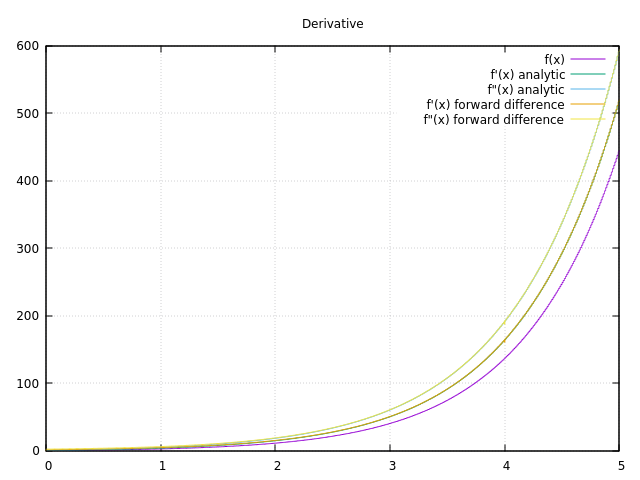 Derivative
600
500
400
300
200
100
0
f(x)
f'(x) analytic
f"(x) analytic
f'(x) forward difference
f"(x) forward difference
0 1 2 3 4 5